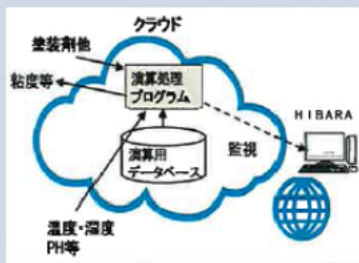 クラウド
塗装剤他
粘度等
演算処理
プログラム
HIBARA
演算用
データベース
監視
温度・湿度
PH等